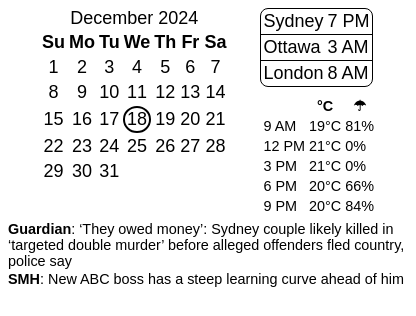 December 2024
Su Mo Tu We Th Fr Sa
1 2 3 4 5 6 7
8 9 10 11 12 13 14
15 16 17 18 19 20 21
22 23 24 25 26 27 28
29 30 31
Sydney 7 PM
Ottawa 3 AM
London 8 AM
°C ☂
9 AM 19°C 81%
12 PM 21°C 0%
3 PM 21°C 0%
6 PM 20°C 66%
9 PM 20°C 84%
Guardian: ‘They owed money’: Sydney couple likely killed in
‘targeted double murder’ before alleged offenders fled country,
police say
SMH: New ABC boss has a steep learning curve ahead of him